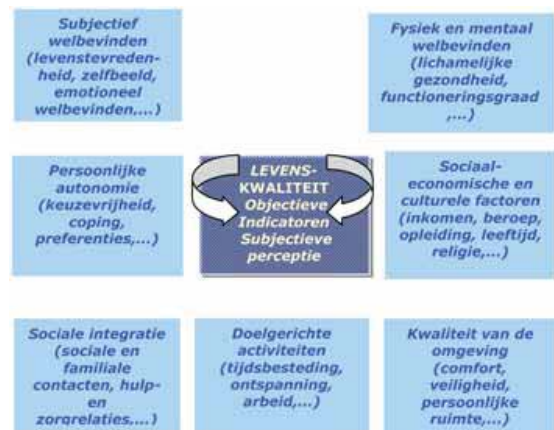 Subjectief
welbevinden
(levenstevreden-
heid, zelfbeeld,
emotioneel
welbevinden,...)
Fysiek en mentaal
welbevinden
(lichamelijke
gezondheid,
functioneringsgraad
,...)
Persoonlijke
autonomie
(keuzevrijheid,
coping,
preferenties,...)
LEVENS-
KWALITEIT
Objectieve
Indicatoren
Subjectieve
perceptie
Sociaal-
economische en
culturele factoren
(inkomen, beroep,
opleiding, leeftijd,
religie,...)
Sociale integratie
(sociale en
familiale
contacten, hulp-
en
zorgrelaties,...)
Doelgerichte
activiteiten
(tijdsbesteding,
ontspanning,
arbeid,...)
Kwaliteit van de
omgeving
(comfort,
veiligheid,
persoonlijke
ruimte,...)